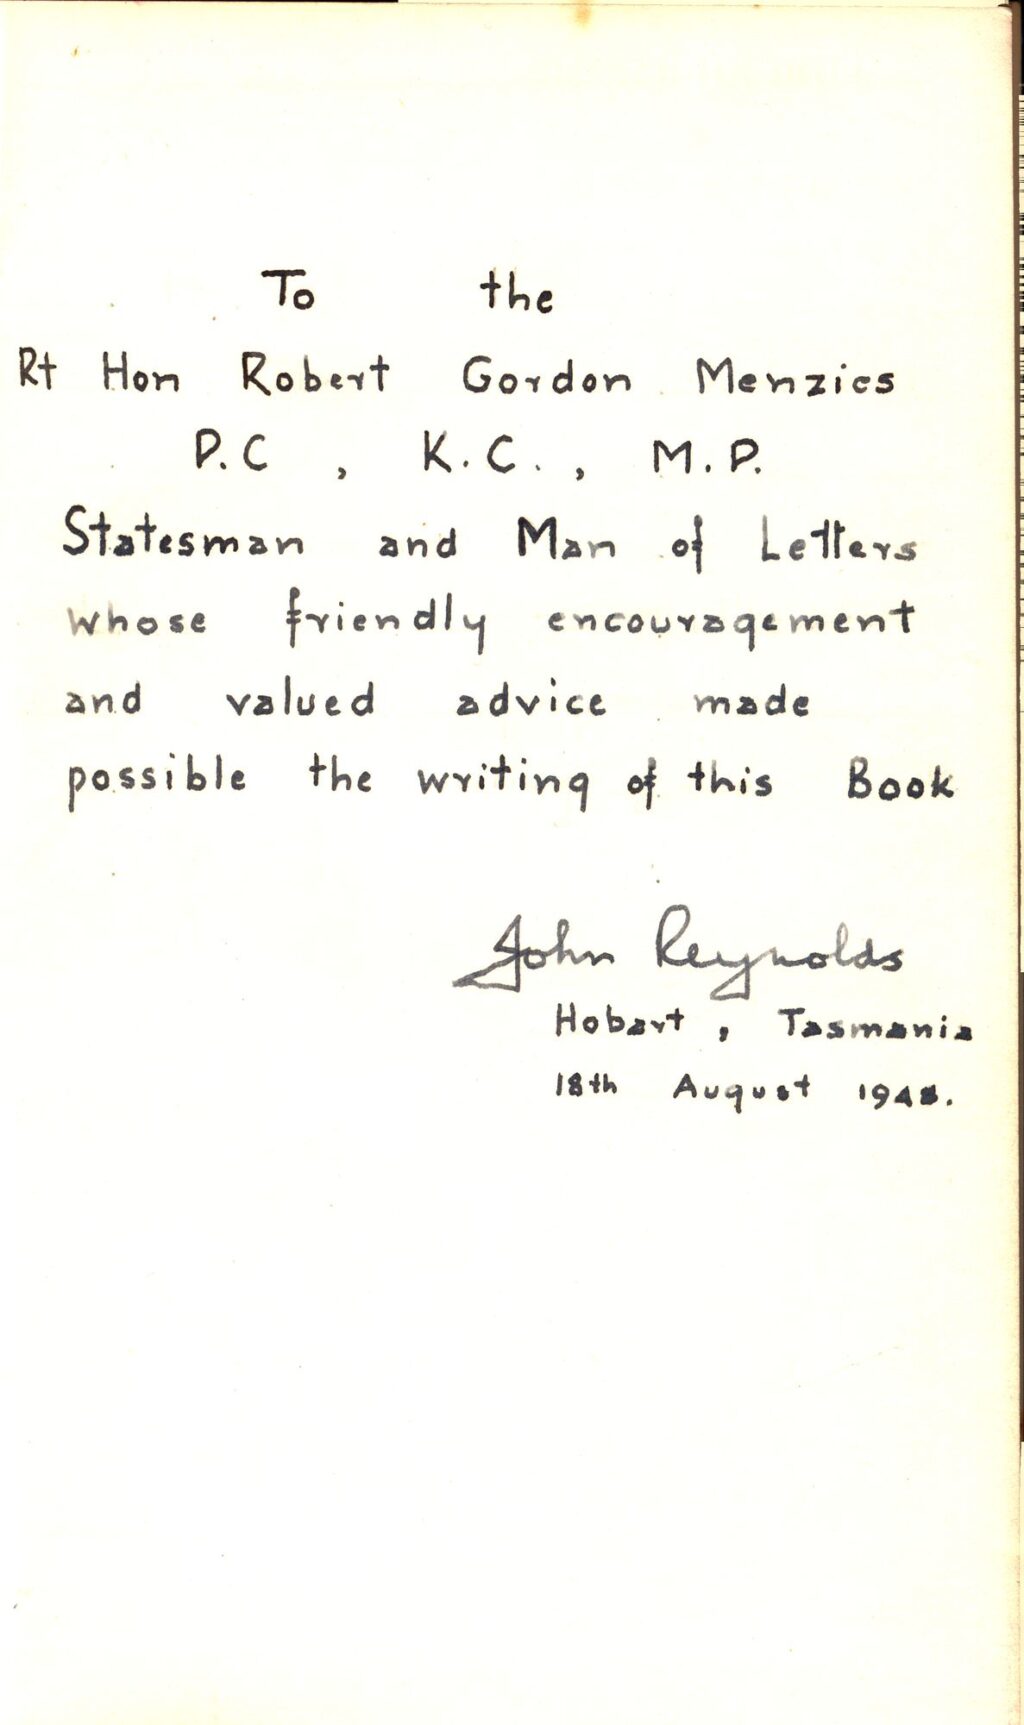 To the
Rt Hon Robert Gordon Menzies
P.C , K.C. , M.P.
Statesman and Man of Letters
whose friendly encouragement
and valued advice made
possible the writing of this Book
John Reynolds
Hobart , Tasmania
18th August 1948.